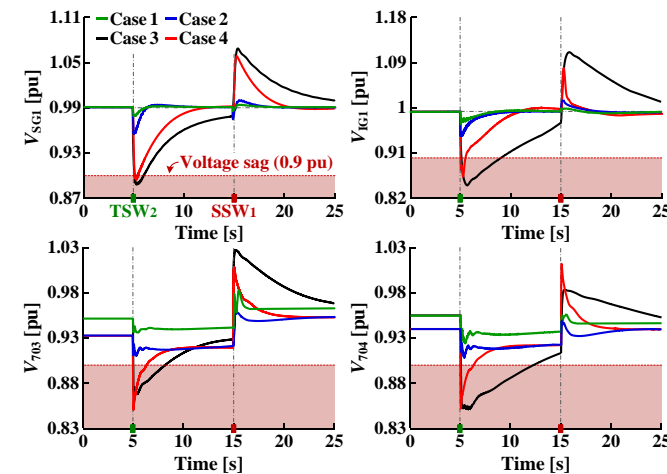 1.11
1.05
0.99
0.93
0.87
V_SG1 [pu]
Case 1
Case 2
Case 3
Case 4
Voltage sag (0.9 pu)
0 5 10 15 20 25
TSW2 SSW1
Time [s]
1.18
1.09
1
0.91
0.82
V_IG1 [pu]
0 5 10 15 20 25
Time [s]
1.03
0.98
0.93
0.88
0.83
V_703 [pu]
0 5 10 15 20 25
Time [s]
1.03
0.98
0.93
0.88
0.83
V_704 [pu]
0 5 10 15 20 25
Time [s]